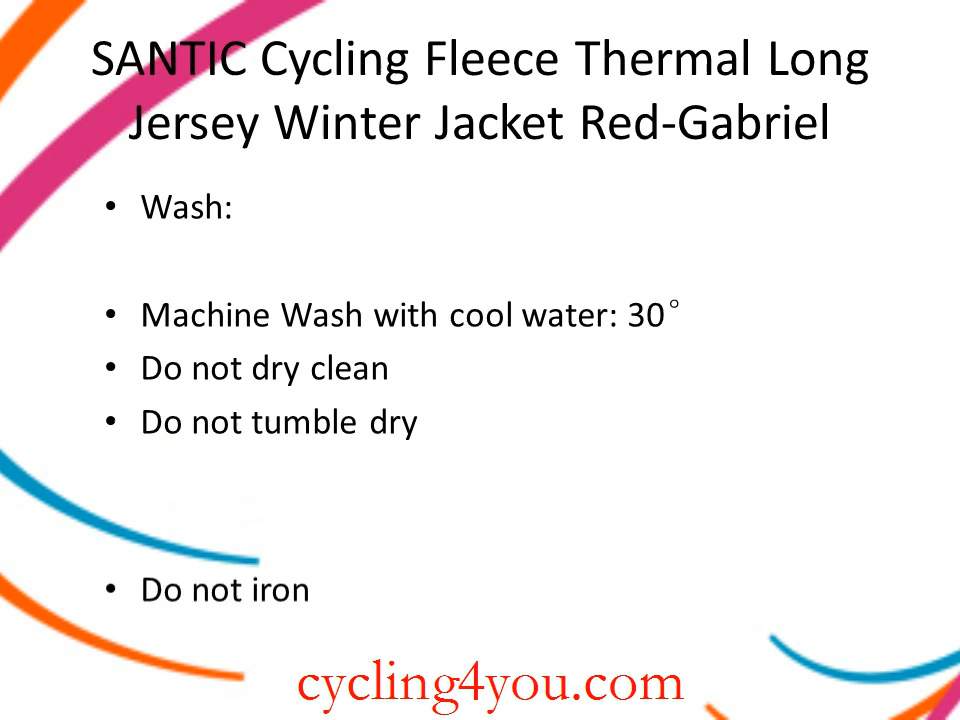 SANTIC Cycling Fleece Thermal Long
Jersey Winter Jacket Red-Gabriel
• Wash:
• Machine Wash with cool water: 30°
• Do not dry clean
• Do not tumble dry
• Do not iron
cycling4you.com